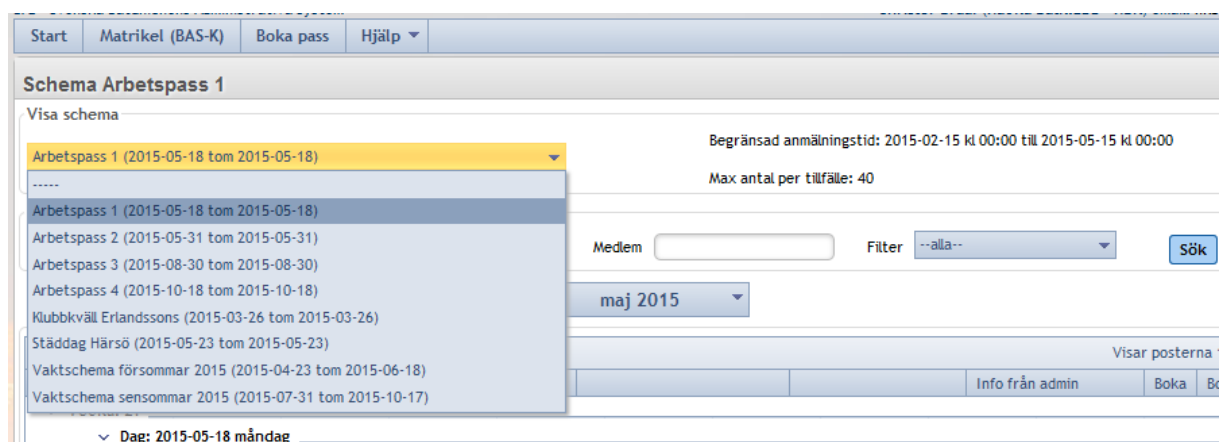 Start Matrikel (BAS-K) Boka pass Hjälp
Schema Arbetspass 1
Visa schema
Arbetspass 1 (2015-05-18 tom 2015-05-18)
Begränsad anmälningstid: 2015-02-15 kl 00:00 till 2015-05-15 kl 00:00
Max antal per tillfälle: 40
-----
Arbetspass 1 (2015-05-18 tom 2015-05-18)
Arbetspass 2 (2015-05-31 tom 2015-05-31)
Arbetspass 3 (2015-08-30 tom 2015-08-30)
Arbetspass 4 (2015-10-18 tom 2015-10-18)
Klubbkväll Erlandssons (2015-03-26 tom 2015-03-26)
Städdag Härsö (2015-05-23 tom 2015-05-23)
Vaktschema försommar 2015 (2015-04-23 tom 2015-06-18)
Vaktschema sensommar 2015 (2015-07-31 tom 2015-10-17)
Medlem Filter --alla-- Sök
maj 2015
Visar posterna
Info från admin Boka
Dag: 2015-05-18 måndag